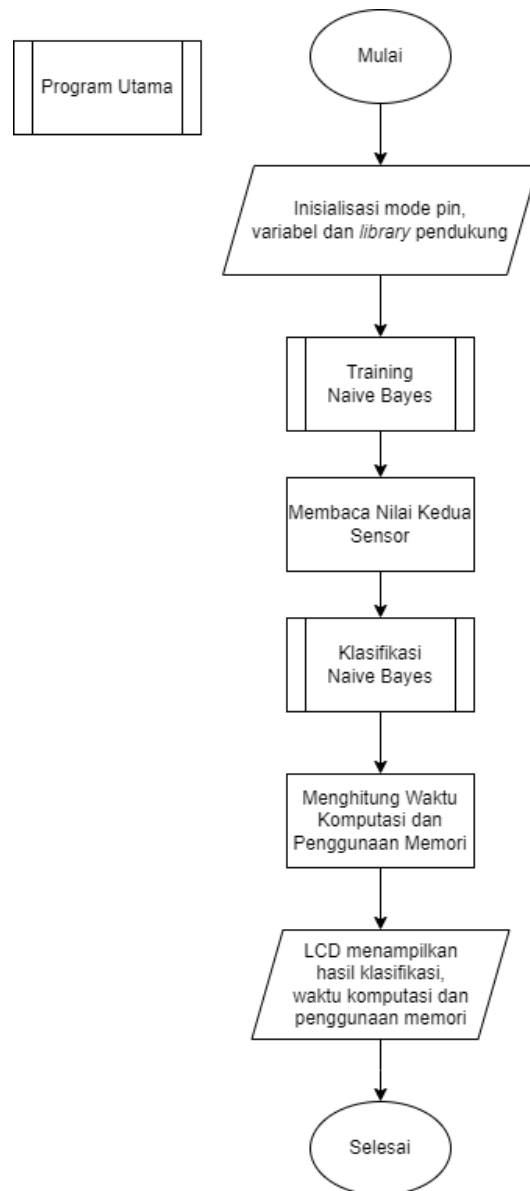 Program Utama
Mulai
Inisialisasi mode pin,
variabel dan library pendukung
Training
Naive Bayes
Membaca Nilai Kedua
Sensor
Klasifikasi
Naive Bayes
Menghitung Waktu
Komputasi dan
Penggunaan Memori
LCD menampilkan
hasil klasifikasi,
waktu komputasi dan
penggunaan memori
Selesai